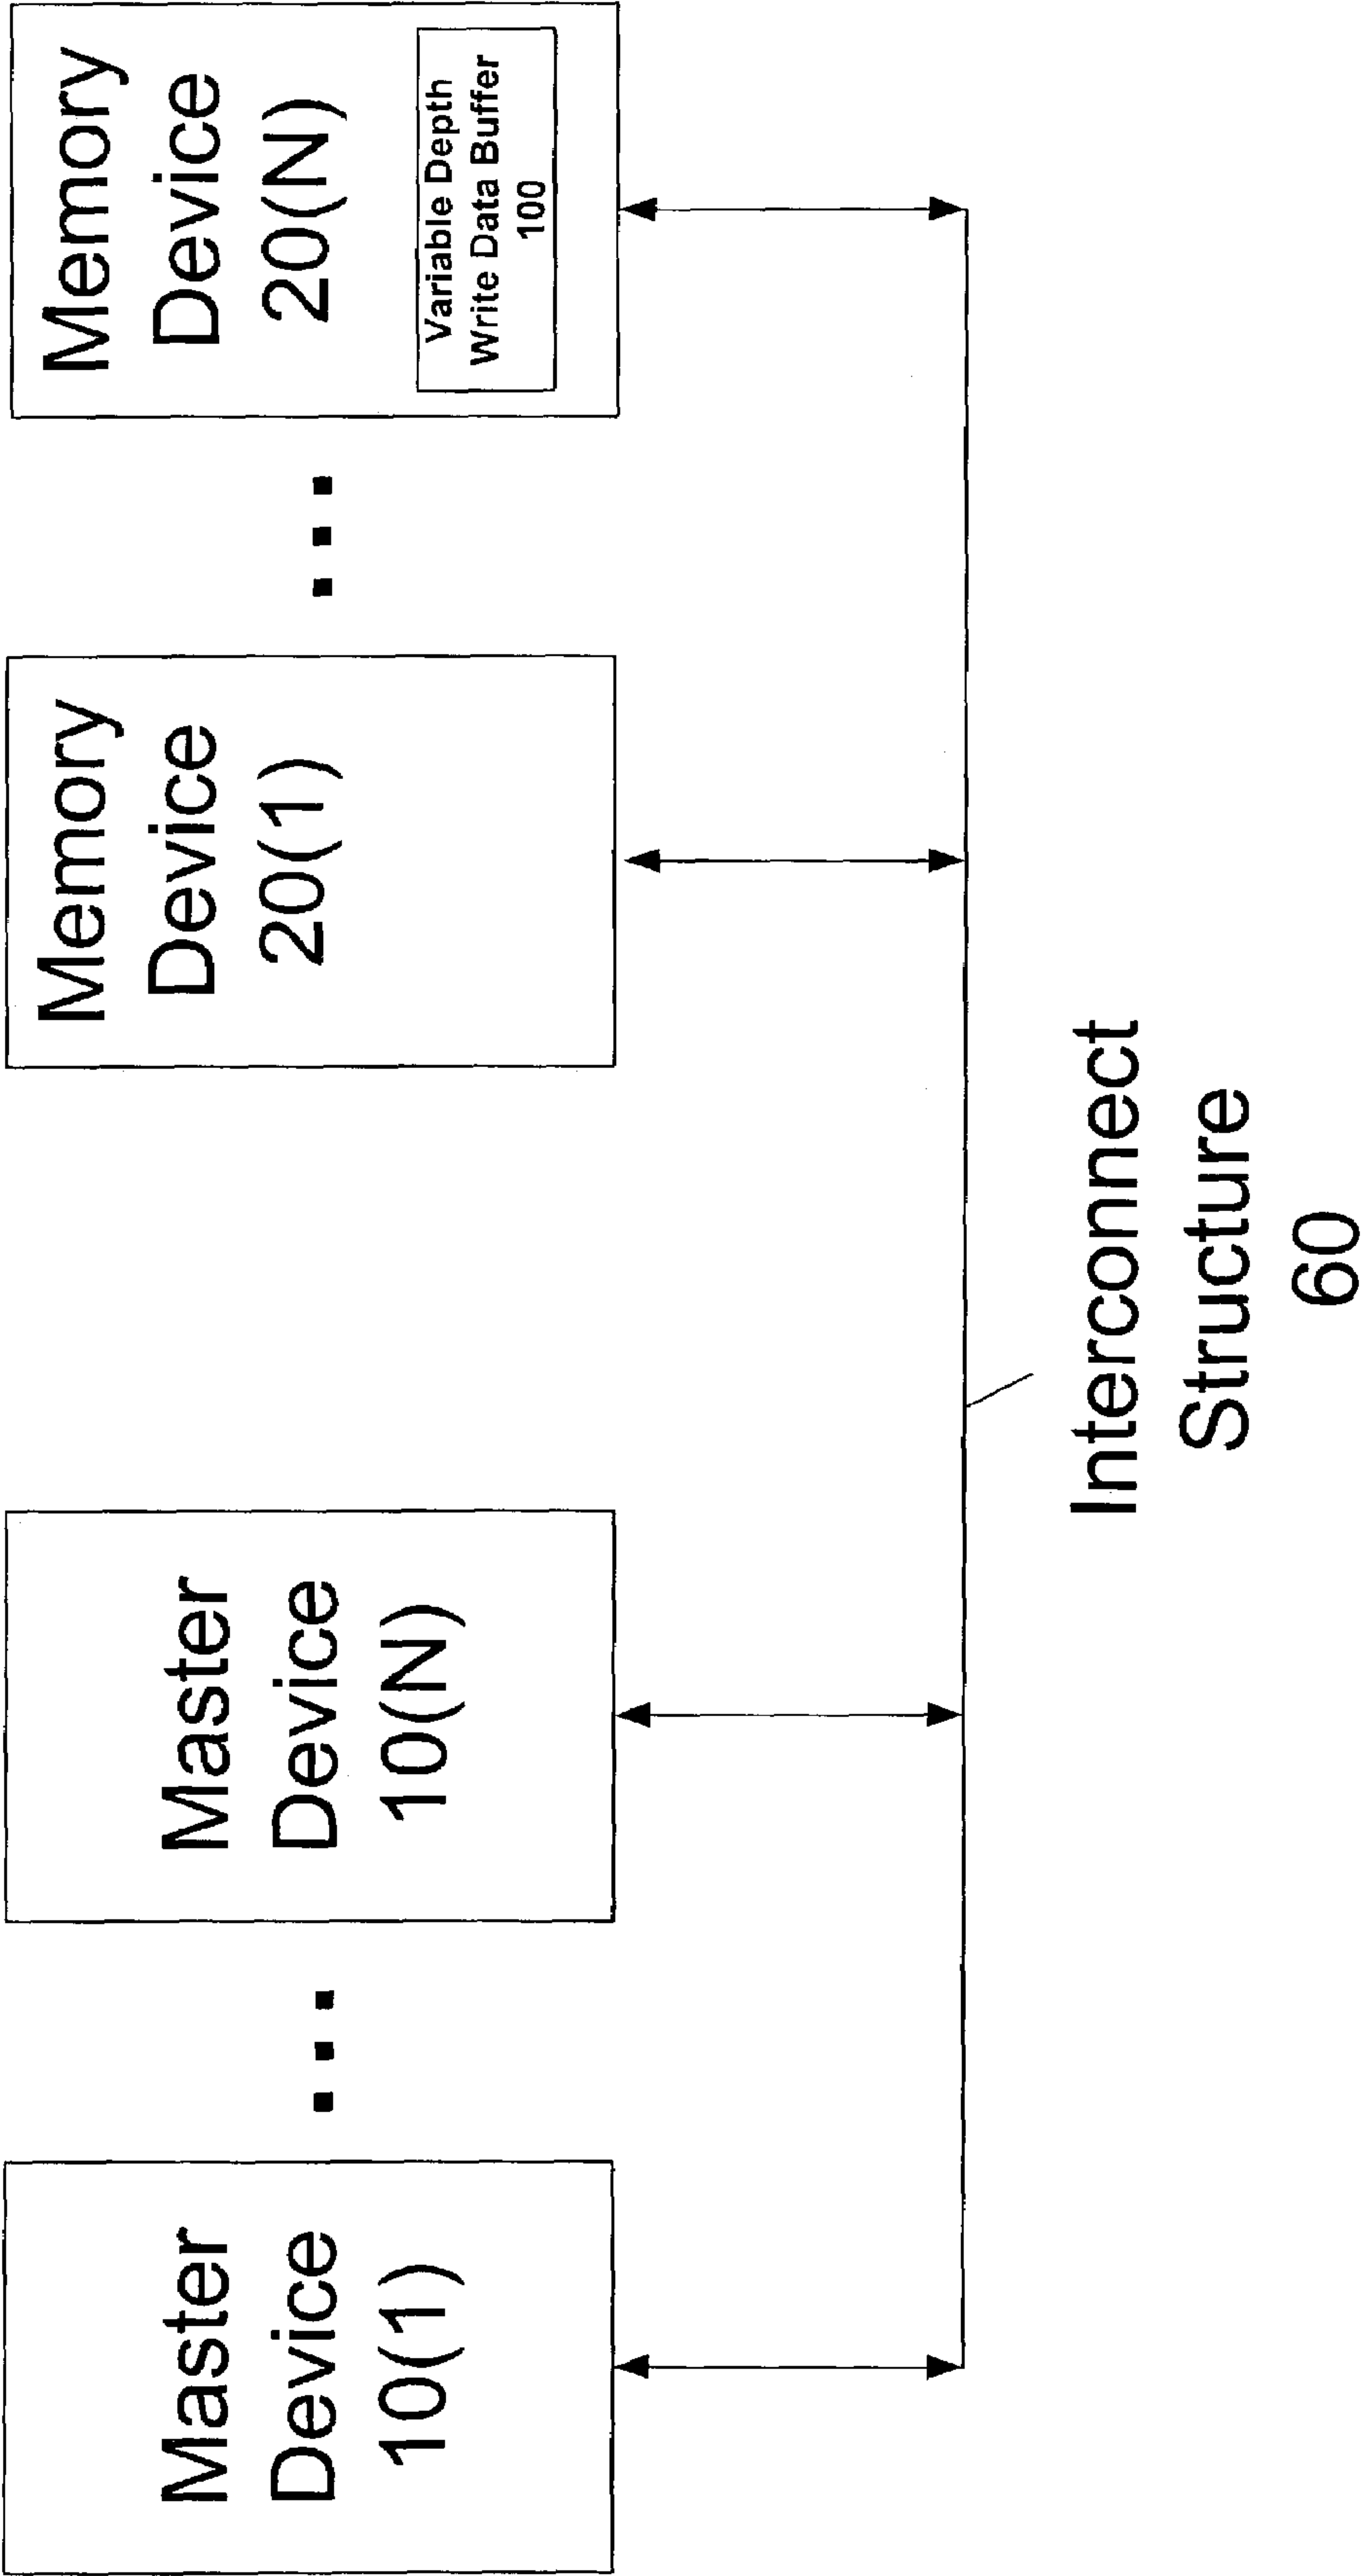 Master
Device
10(1)
Master
Device
10(N)
Memory
Device
20(1)
Memory
Device
20(N)
Variable Depth
Write Data Buffer
100
Interconnect
Structure
60